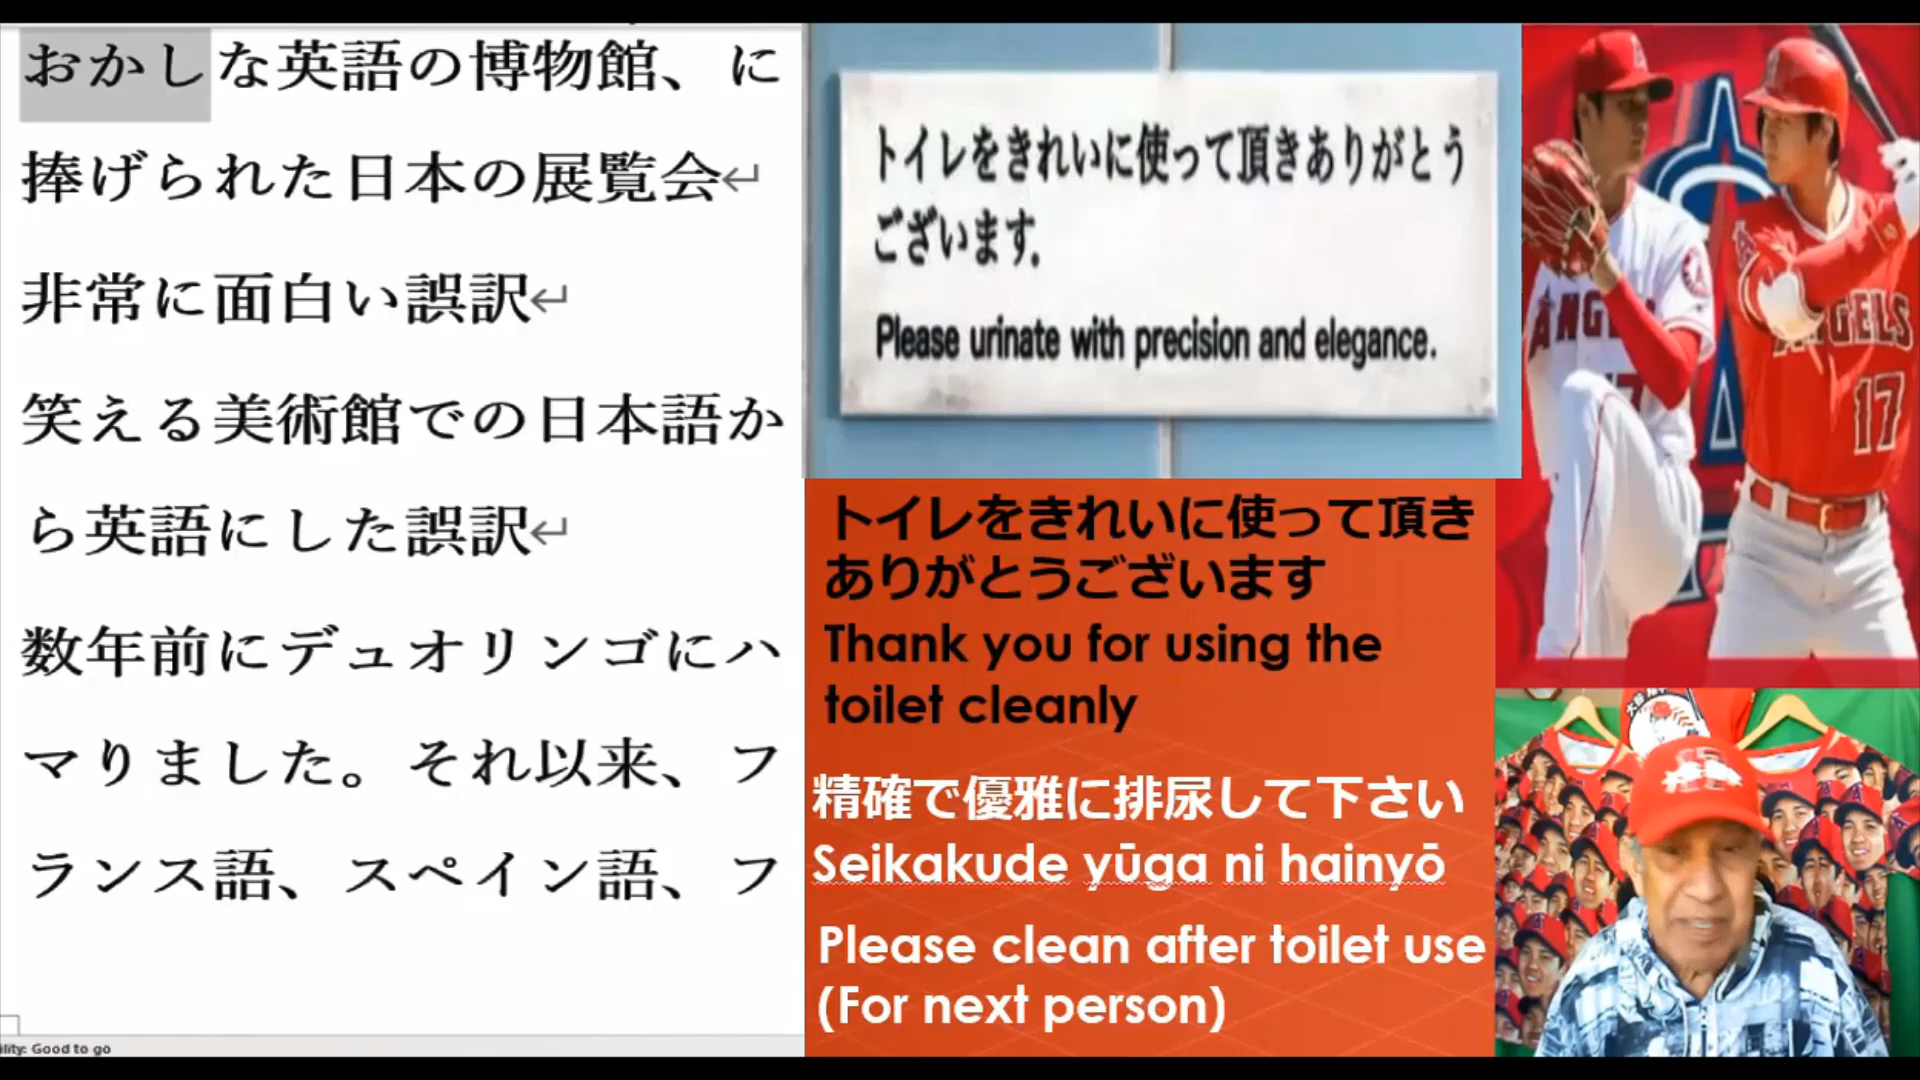 おかしな英語の博物館、に
捧げられた日本の展覧会↵
非常に面白い誤訳↵
笑える美術館での日本語か
ら英語にした誤訳↵
数年前にデュオリンゴにハ
マりました。それ以来、フ
ランス語、スペイン語、フ
ility: Good to go
トイレをきれいに使って頂きありがとう
ございます.
Please urinate with precision and elegance.
トイレをきれいに使って頂き
ありがとうございます
Thank you for using the
toilet cleanly
精確で優雅に排尿して下さい
Seikakude yūga ni hainyō
Please clean after toilet use
(For next person)
ANGELS
17